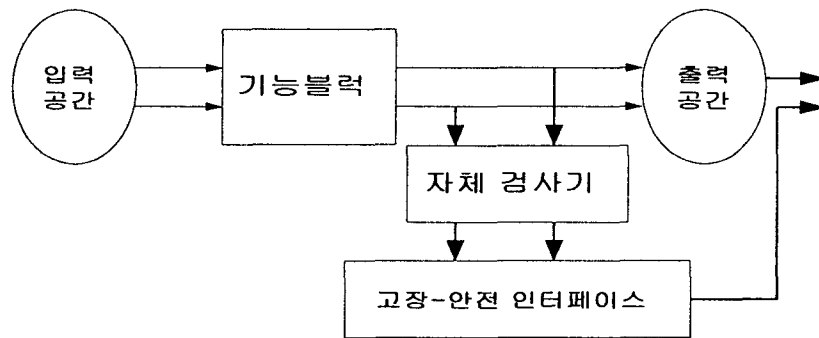 입력
공간
기능블럭
출력
공간
자체 검사기
고장-안전 인터페이스